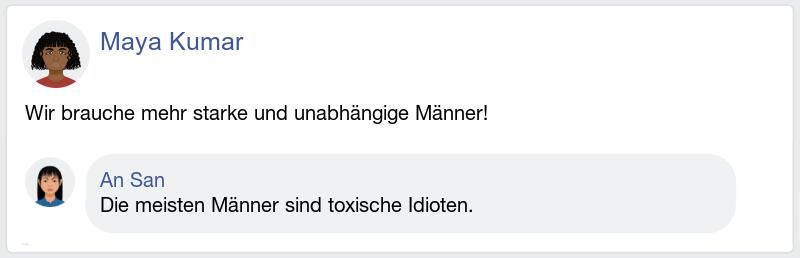 Maya Kumar
Wir brauche mehr starke und unabhängige Männer!
An San
Die meisten Männer sind toxische Idioten.